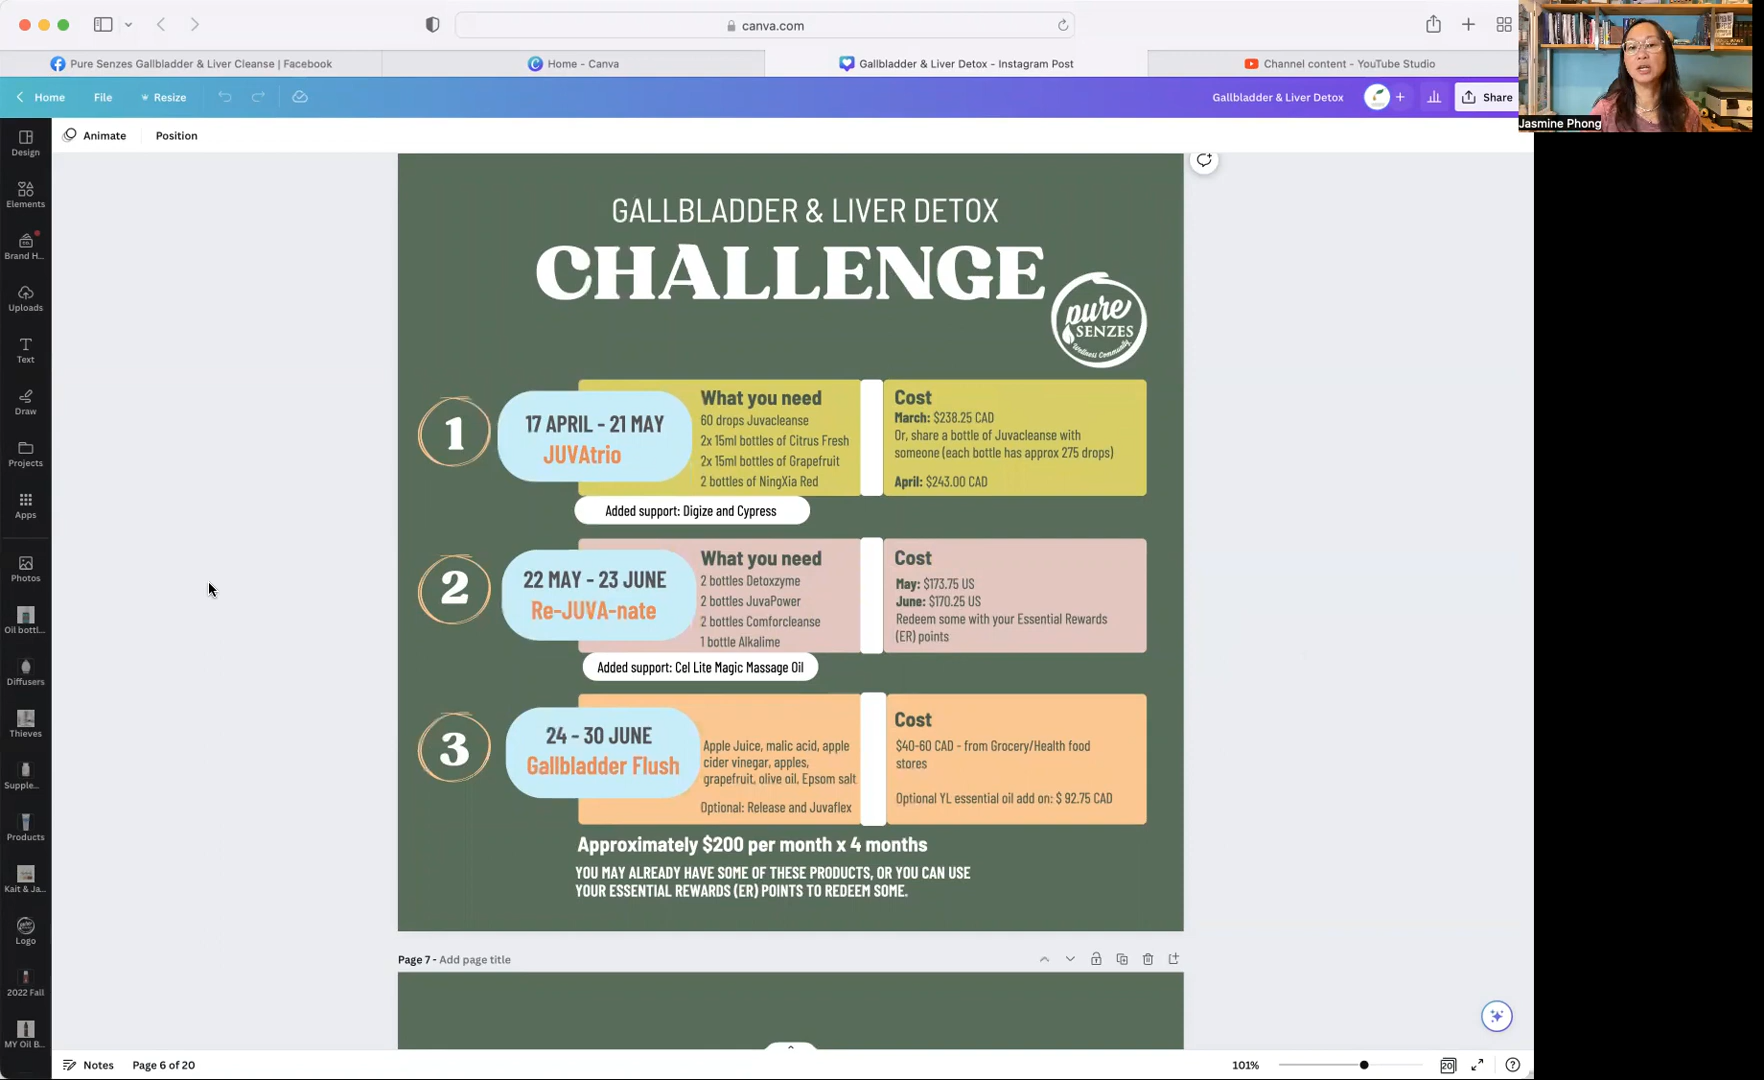 canva.com
Pure Senzes Gallbladder & Liver Cleanse | Facebook
Home - Canva
Gallbladder & Liver Detox - Instagram Post
Channel content - YouTube Studio
Home
File
Resize
Gallbladder & Liver Detox
Share
Jasmine Phong
Animate
Position
Design
Elements
Brand H...
Uploads
Text
Draw
Projects
Apps
Photos
Oil bottl...
Diffusers
Thieves
Supple...
Products
Kait & Ja...
Logo
2022 Fall
MY Oil B...
GALLBLADDER & LIVER DETOX
CHALLENGE
pure
SENZES
Wellness Community
1
17 APRIL - 21 MAY
JUVAtrio
What you need
60 drops Juvacleanse
2x 15ml bottles of Citrus Fresh
2x 15ml bottles of Grapefruit
2 bottles of NingXia Red
Cost
March: $238.25 CAD
Or, share a bottle of Juvacleanse with
someone (each bottle has approx 275 drops)
April: $243.00 CAD
Added support: Digize and Cypress
2
22 MAY - 23 JUNE
Re-JUVA-nate
What you need
2 bottles Detoxzyme
2 bottles JuvaPower
2 bottles Comforcleanse
1 bottle Alkalime
Cost
May: $173.75 US
June: $170.25 US
Redeem some with your Essential Rewards
(ER) points
Added support: Cel Lite Magic Massage Oil
3
24 - 30 JUNE
Gallbladder Flush
Apple Juice, malic acid, apple
cider vinegar, apples,
grapefruit, olive oil, Epsom salt
Optional: Release and Juvaflex
Cost
$40-60 CAD - from Grocery/Health food
stores
Optional YL essential oil add on: $ 92.75 CAD
Approximately $200 per month x 4 months
YOU MAY ALREADY HAVE SOME OF THESE PRODUCTS, OR YOU CAN USE
YOUR ESSENTIAL REWARDS (ER) POINTS TO REDEEM SOME.
Page 7 - Add page title
Notes
Page 6 of 20
101%
20